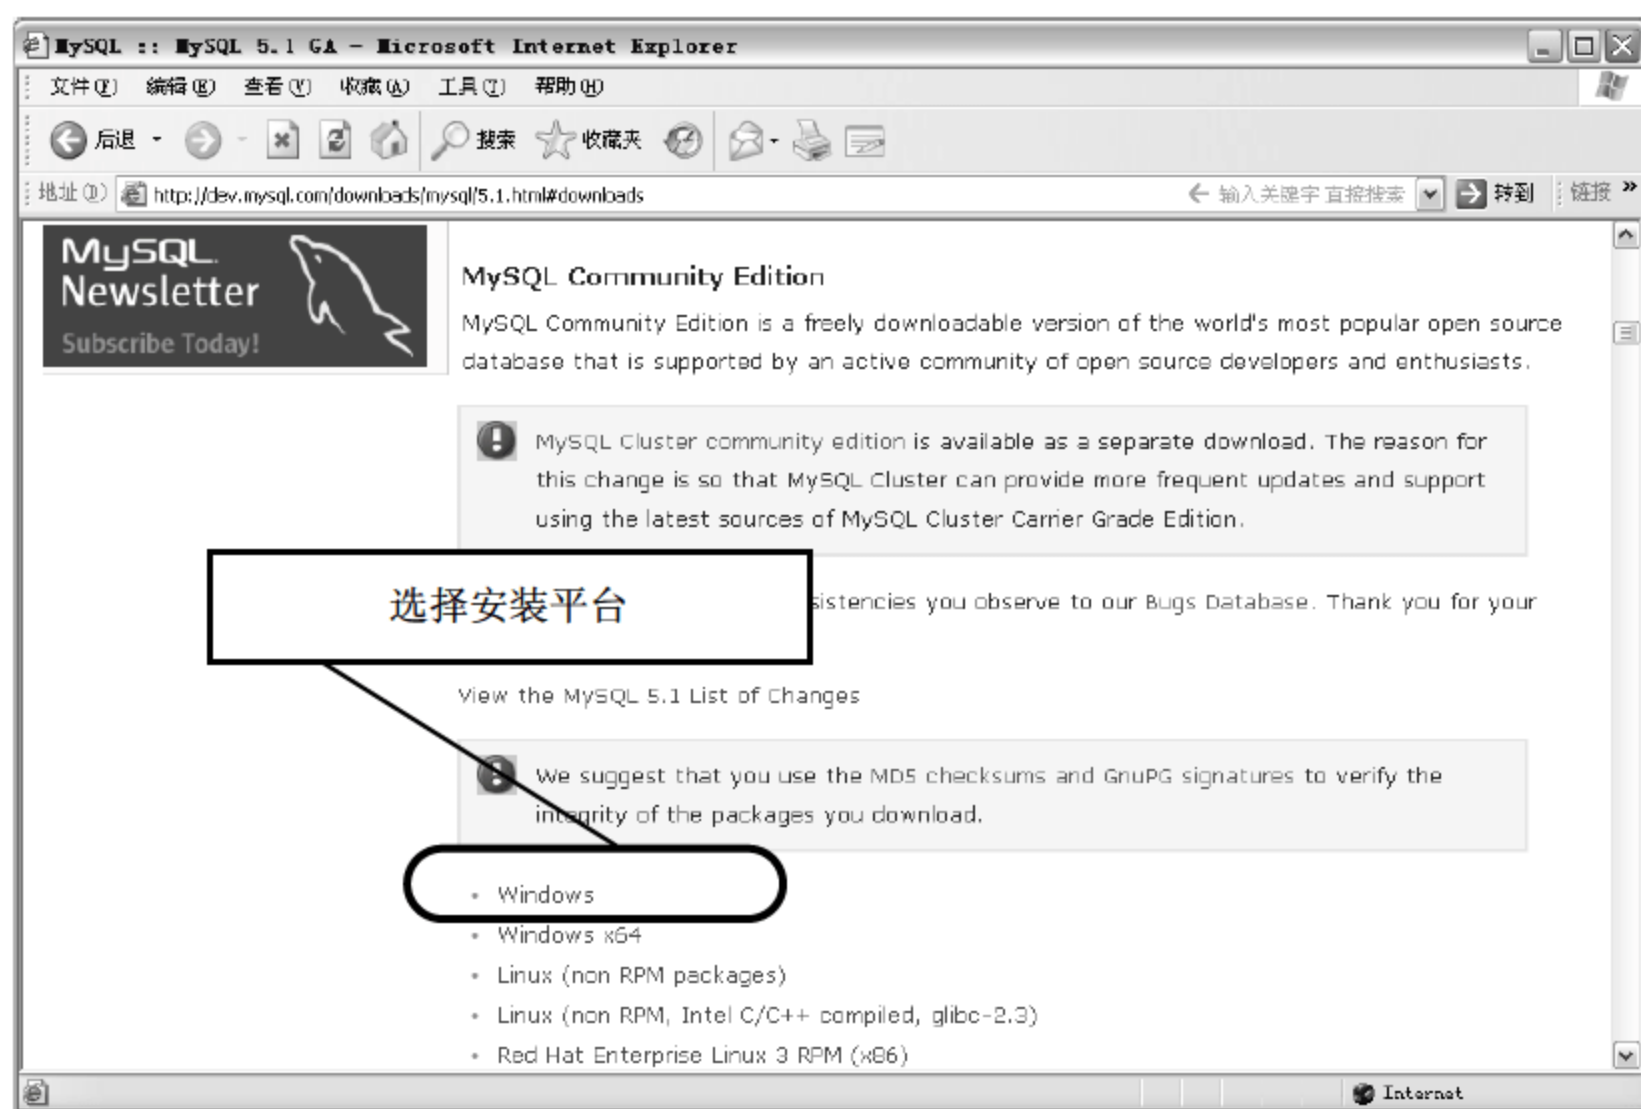 MySQL :: MySQL 5.1 GA - Microsoft Internet Explorer
文件(F) 编辑(E) 查看(V) 收藏(A) 工具(T) 帮助(H)
后退 搜索 收藏夹
地址(D) http://dev.mysql.com/downloads/mysql/5.1.html#downloads 输入关键字 直接搜索 转到 链接 »
MySQL
Newsletter
Subscribe Today!
MySQL Community Edition
MySQL Community Edition is a freely downloadable version of the world's most popular open source
database that is supported by an active community of open source developers and enthusiasts.
MySQL Cluster community edition is available as a separate download. The reason for
this change is so that MySQL Cluster can provide more frequent updates and support
using the latest sources of MySQL Cluster Carrier Grade Edition.
选择安装平台
sistencies you observe to our Bugs Database. Thank you for your
View the MySQL 5.1 List of Changes
We suggest that you use the MD5 checksums and GnuPG signatures to verify the
integrity of the packages you download.
• Windows
• Windows x64
• Linux (non RPM packages)
• Linux (non RPM, Intel C/C++ compiled, glibc-2.3)
• Red Hat Enterprise Linux 3 RPM (x86)
Internet